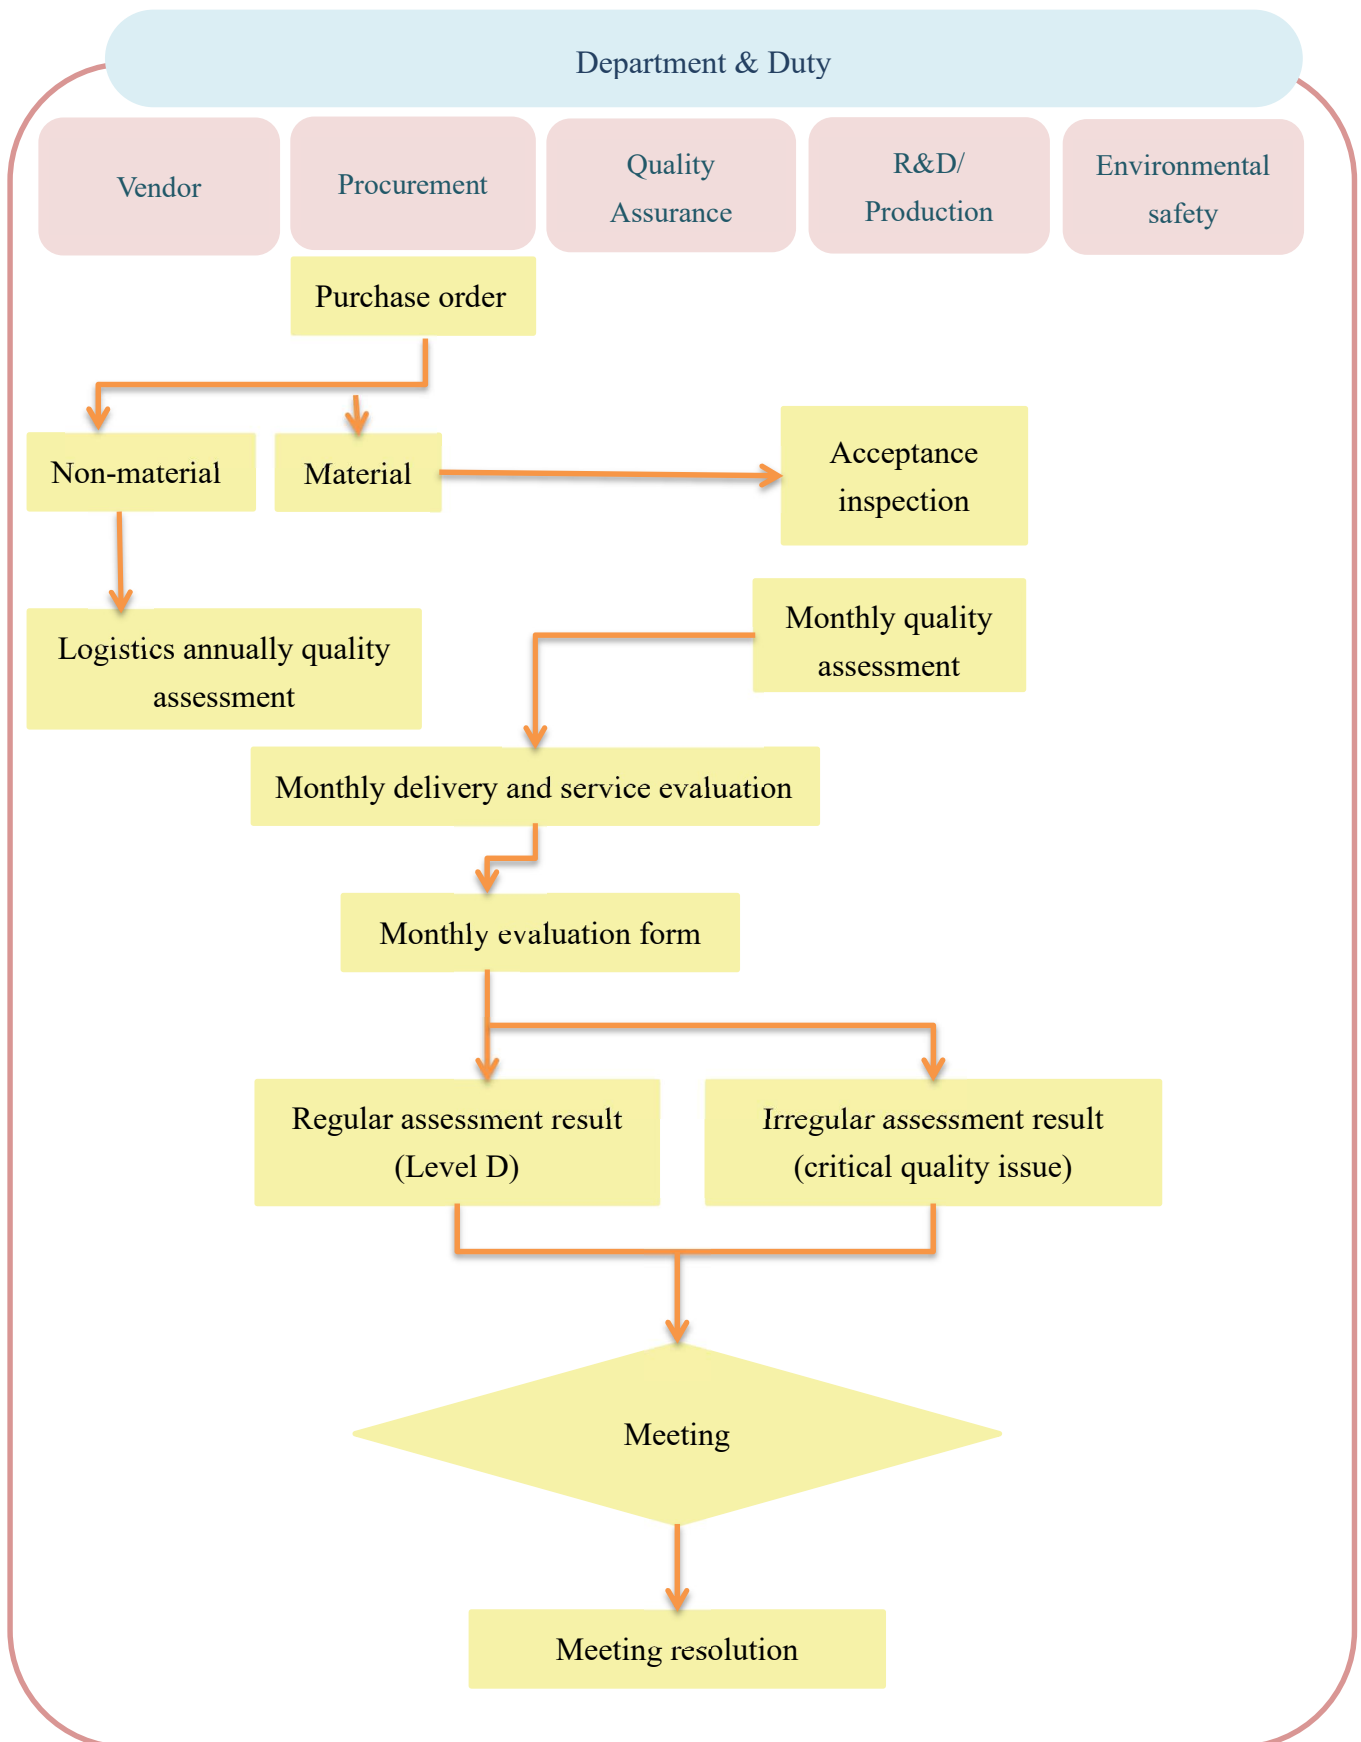 Department & Duty
Vendor
Procurement
Quality
Assurance
R&D/
Production
Environmental
safety
Purchase order
Non-material
Material
Acceptance
inspection
Logistics annually quality
assessment
Monthly quality
assessment
Monthly delivery and service evaluation
Monthly evaluation form
Regular assessment result
(Level D)
Irregular assessment result
(critical quality issue)
Meeting
Meeting resolution